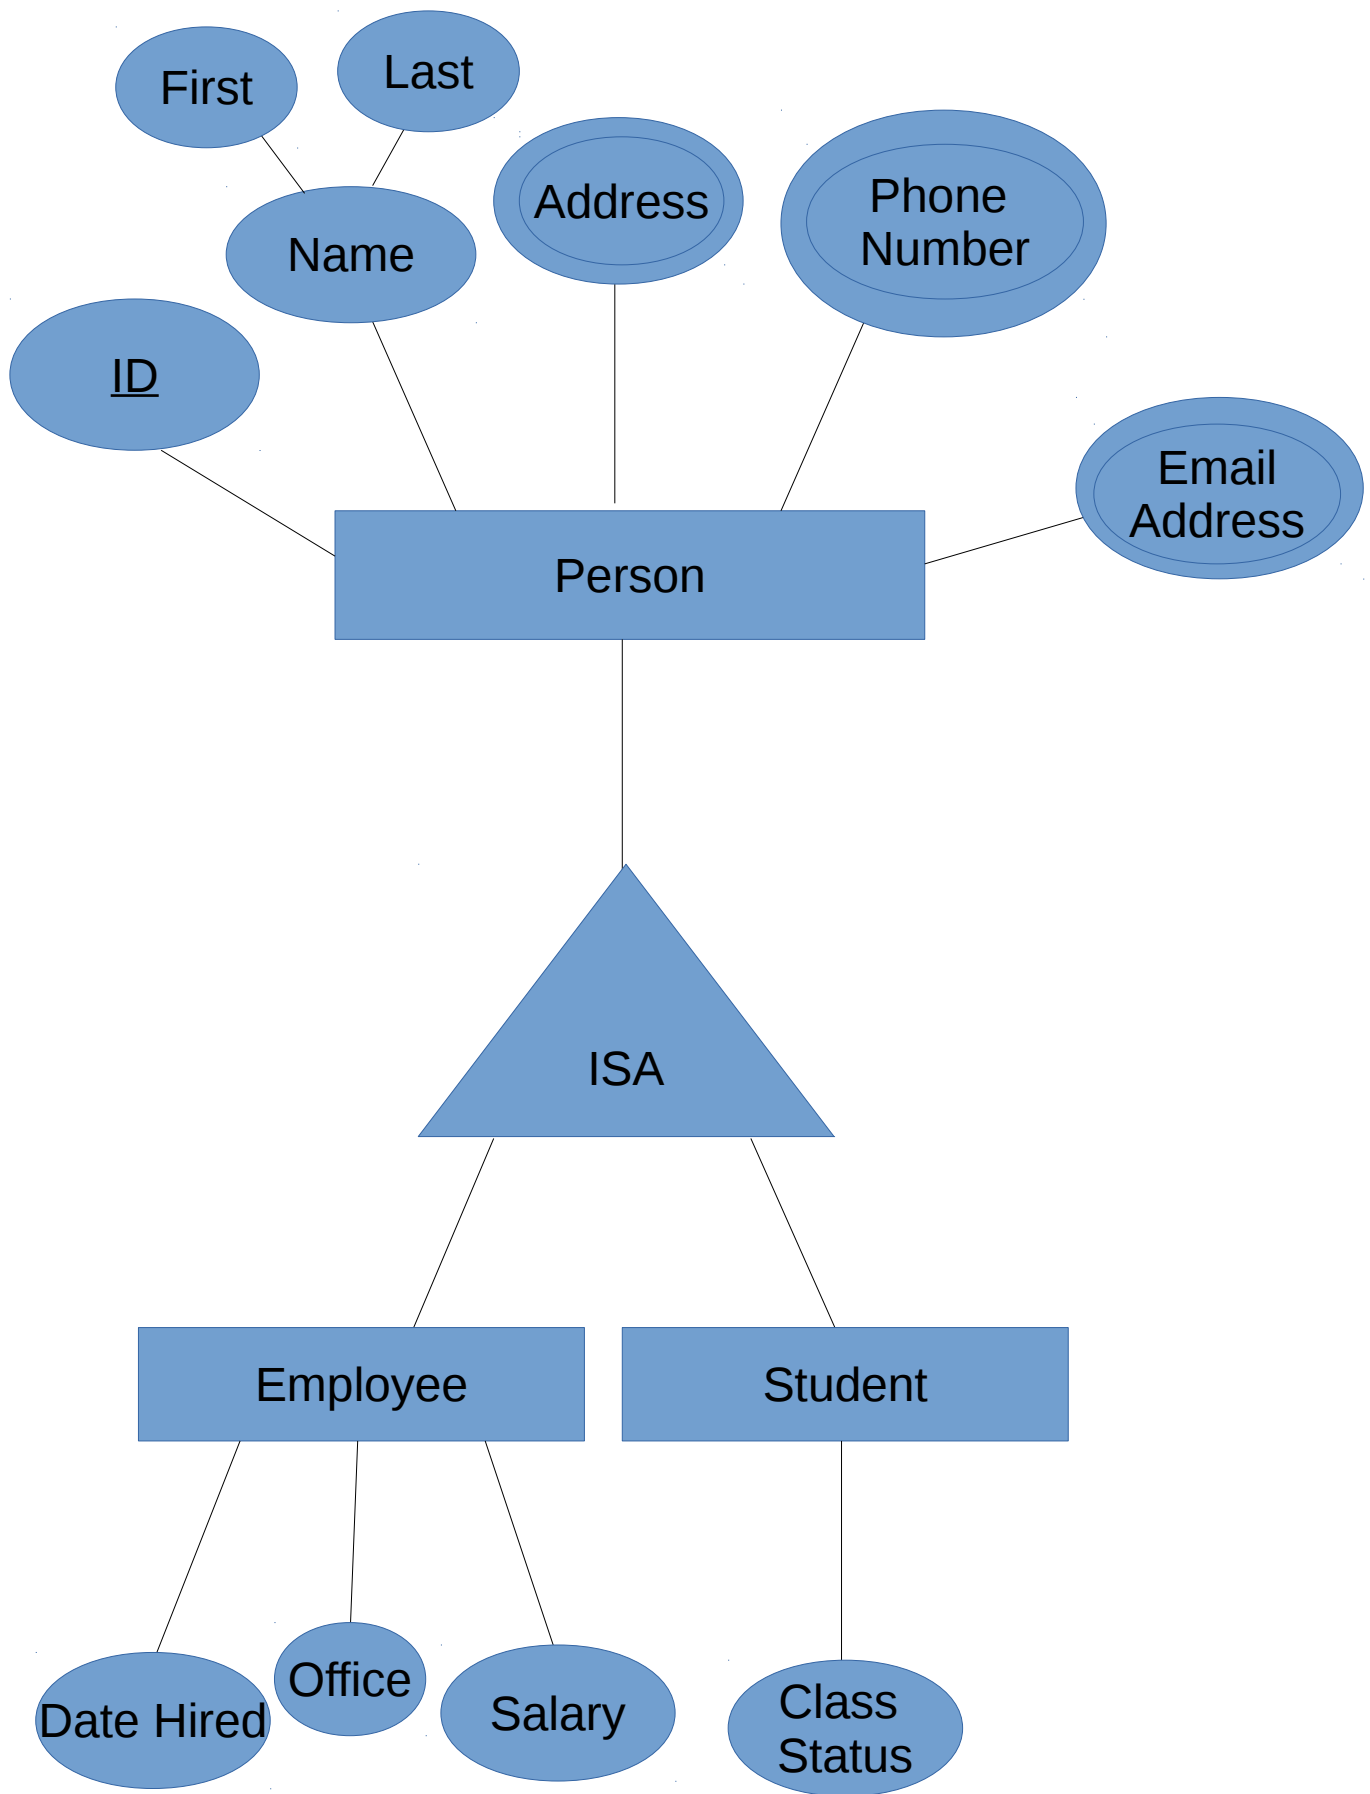 First
Last
Address
Phone
Number
Name
ID
Email
Address
Person
ISA
Employee
Student
Date Hired
Office
Salary
Class
Status